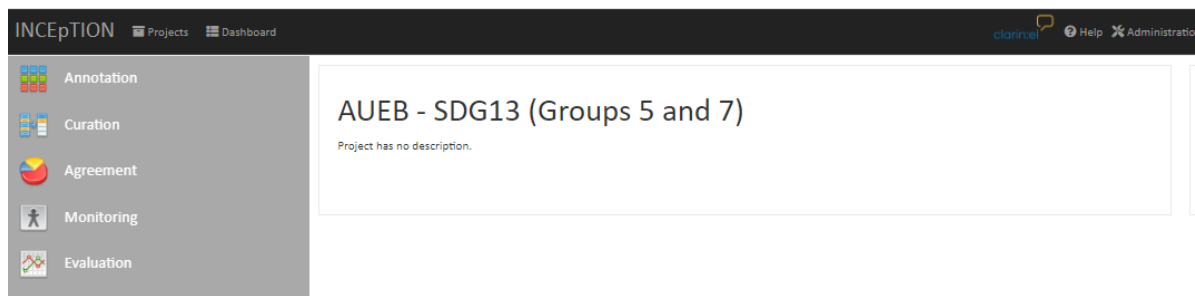 INCEpTION Projects Dashboard clarin:el Help Administratio
Annotation
Curation
Agreement
Monitoring
Evaluation
AUEB - SDG13 (Groups 5 and 7)
Project has no description.